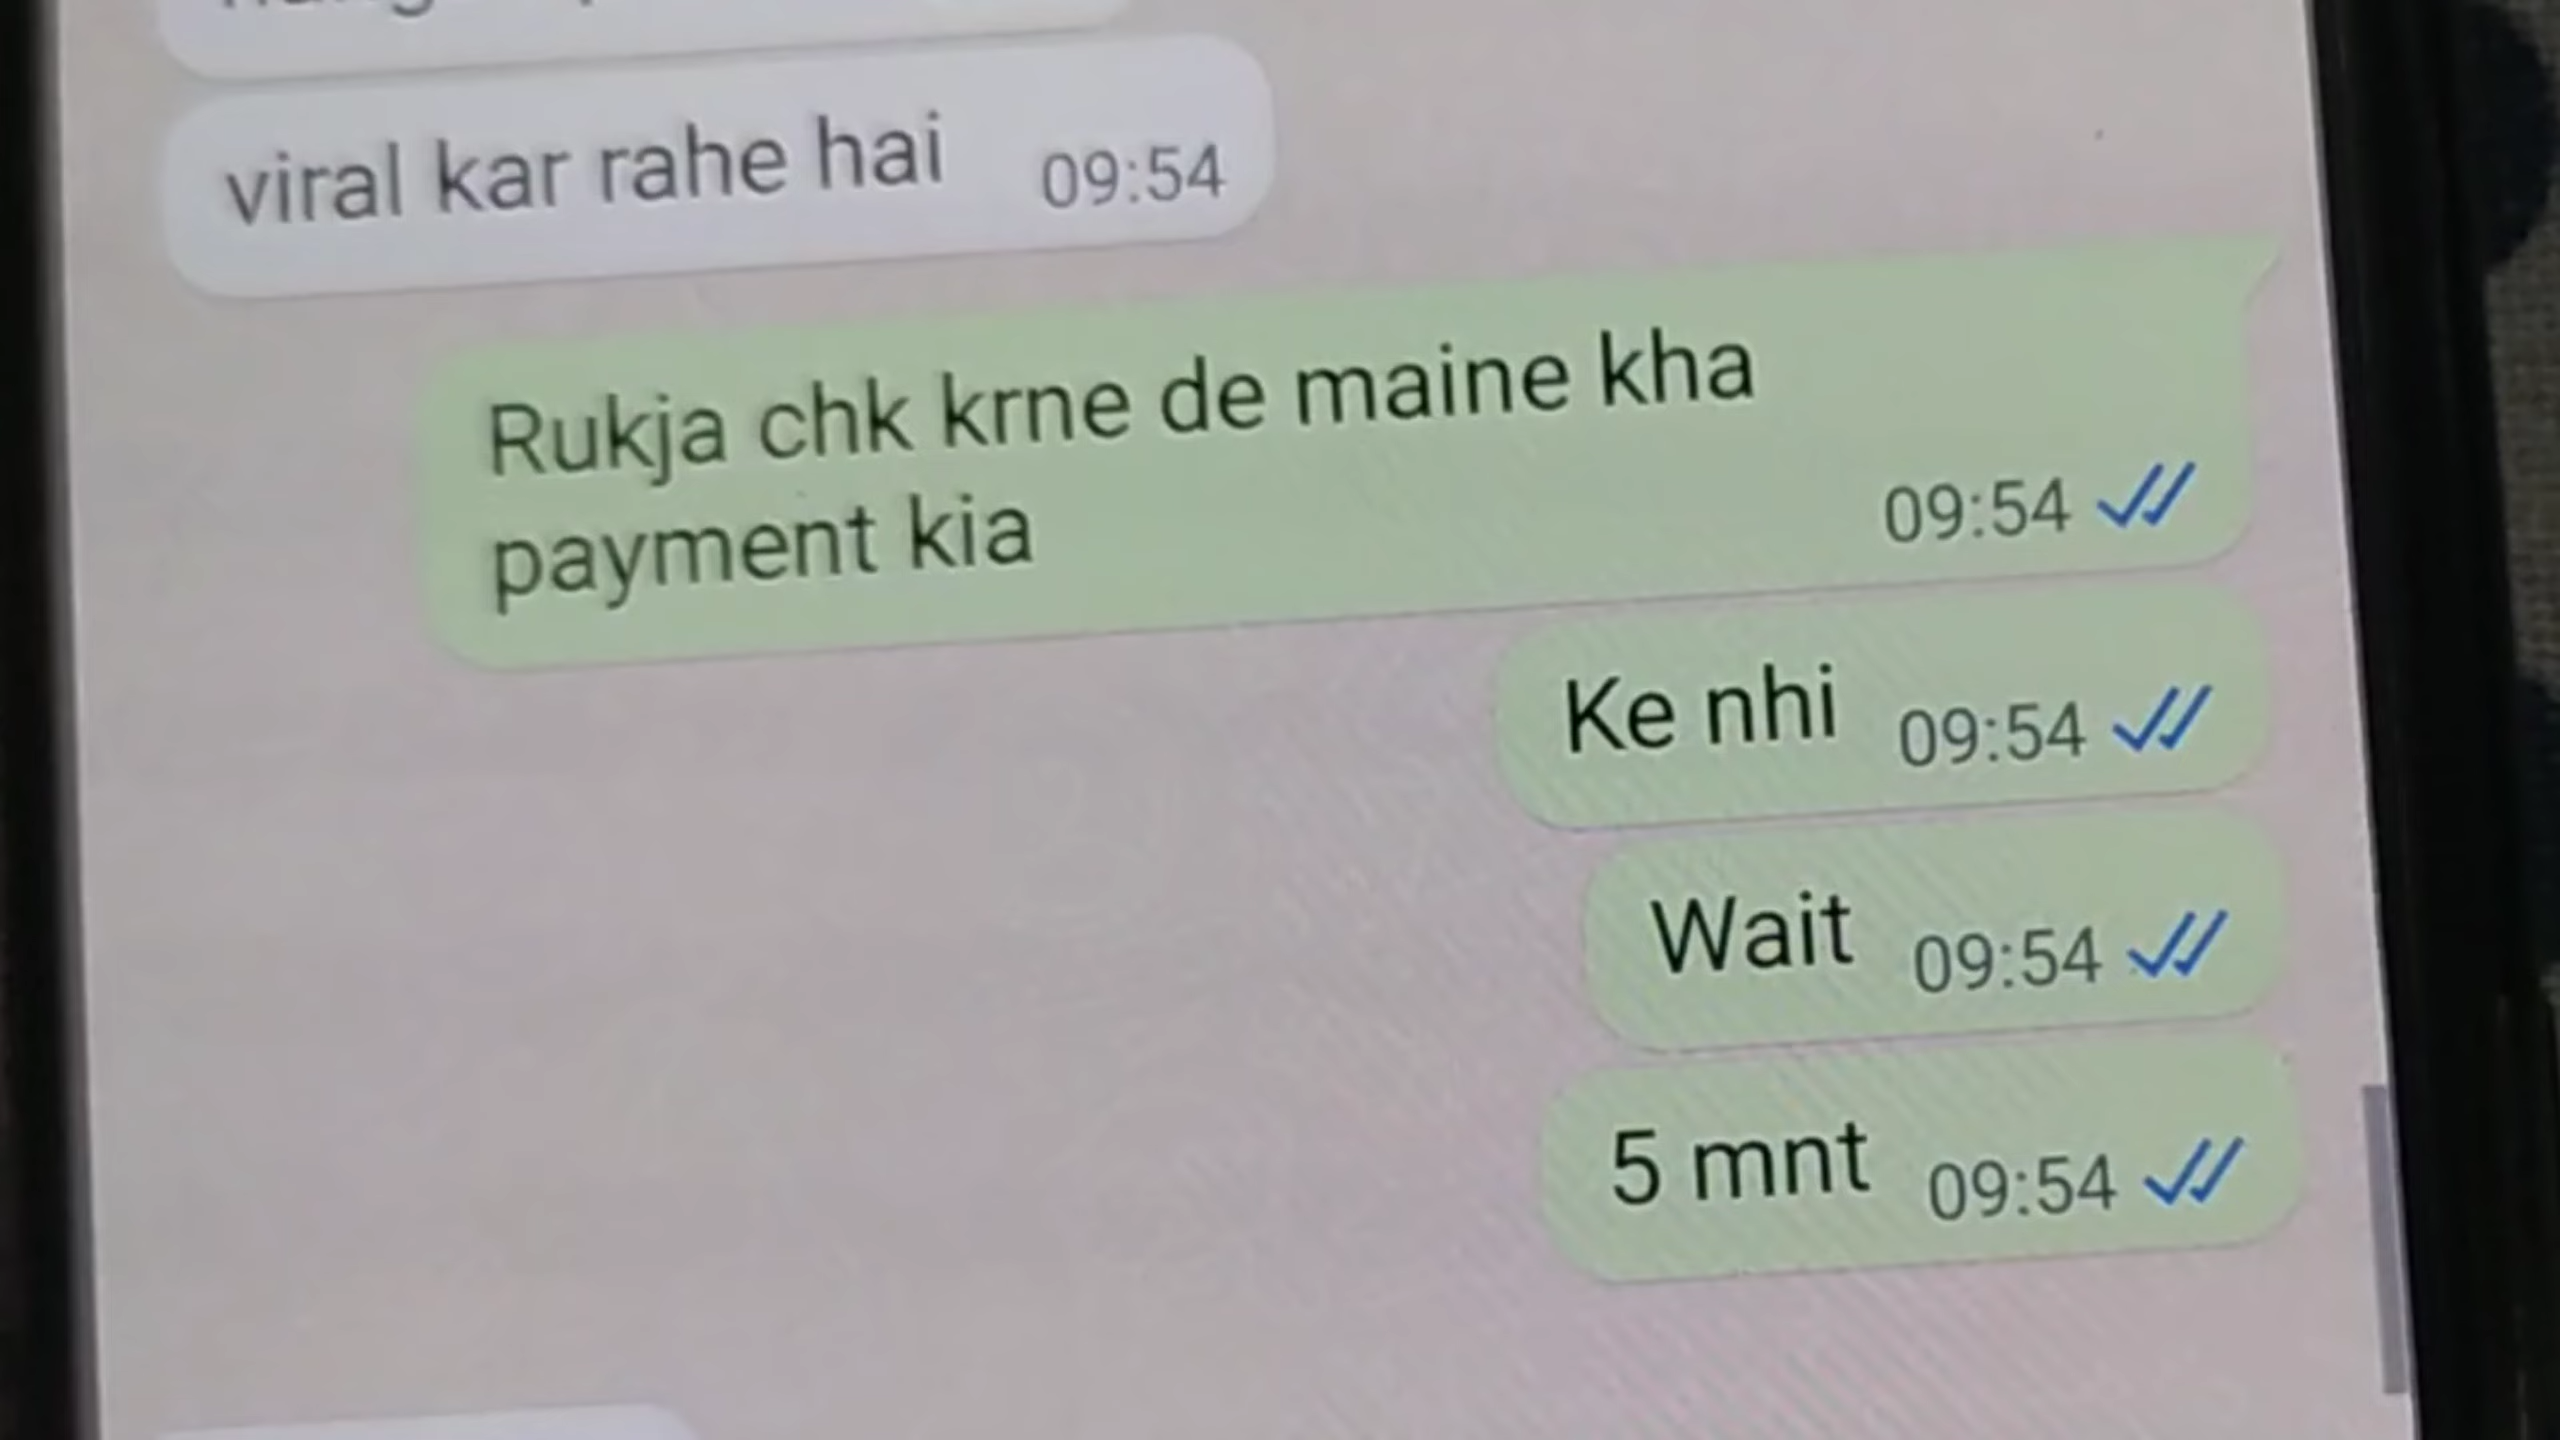 viral kar rahe hai 09:54
Rukja chk krne de maine kha
payment kia 09:54
Ke nhi 09:54
Wait 09:54
5 mnt 09:54